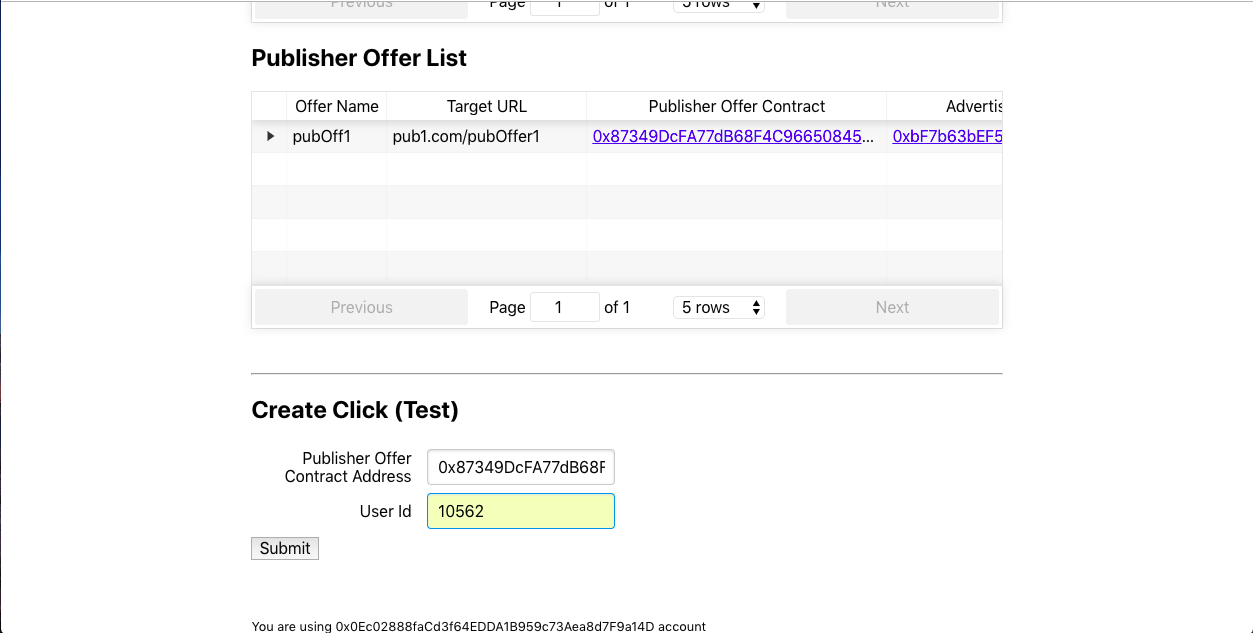 Previous Page 1 of 1 5 rows Next
Publisher Offer List
Offer Name Target URL Publisher Offer Contract Advertis
pubOff1 pub1.com/pubOffer1 0x87349DcFA77dB68F4C96650845... 0xbF7b63bEF5
Previous Page 1 of 1 5 rows Next
Create Click (Test)
Publisher Offer
Contract Address 0x87349DcFA77dB68F
User Id 10562
Submit
You are using 0x0Ec02888faCd3f64EDDA1B959c73Aea8d7F9a14D account